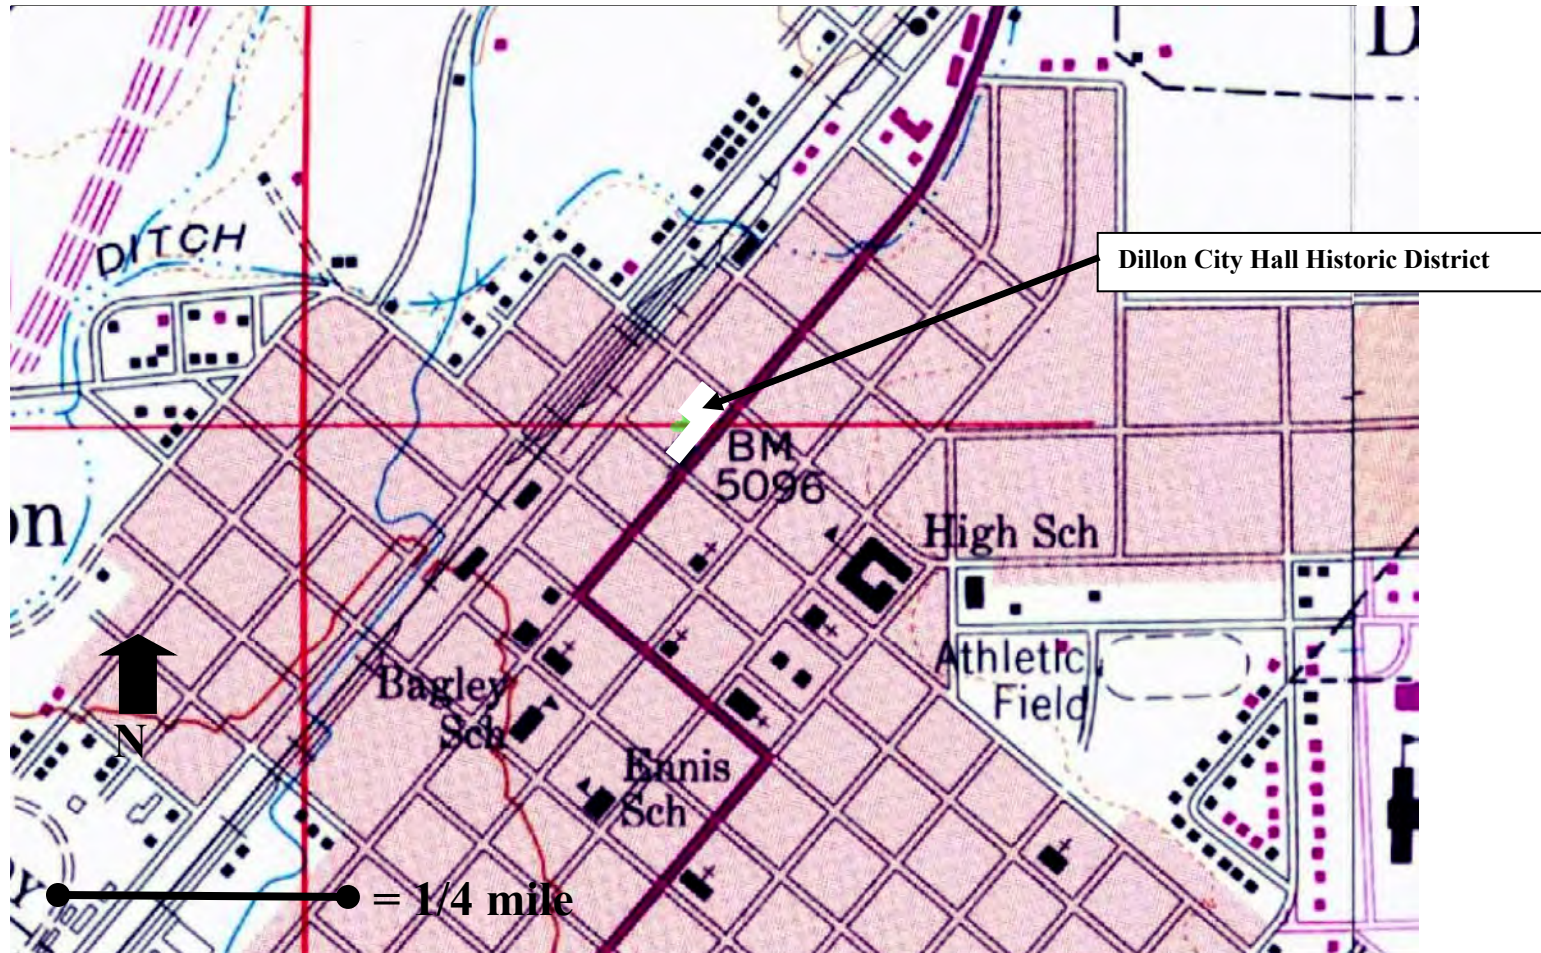 D
DITCH
Dillon City Hall Historic District
BM
5096
on
High Sch
Athletic
Field
Bagley
Sch
N
Ennis
Sch
Y
= 1/4 mile